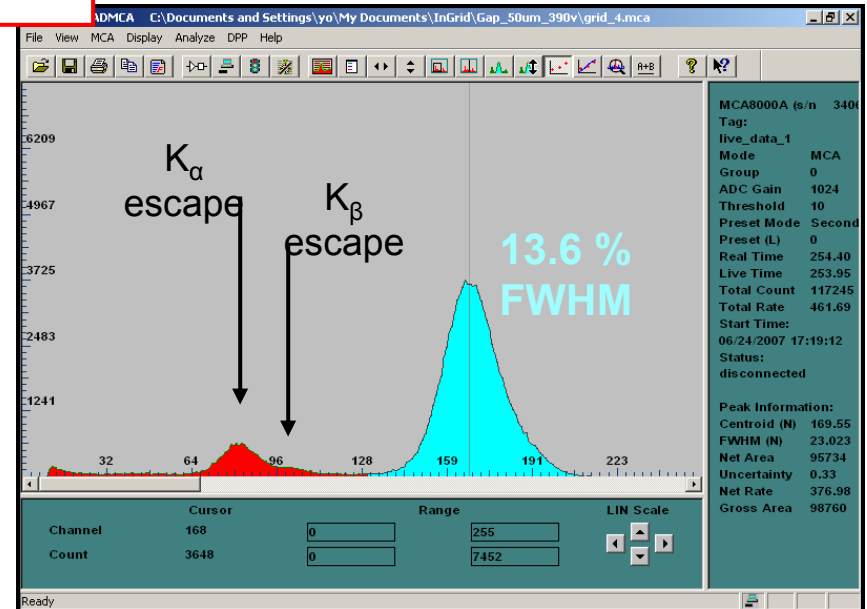 ADMCA C:\Documents and Settings\yo\My Documents\InGrid\Gap_50um_390v\grid_4.mca
File View MCA Display Analyze DPP Help
A+B
6209
4967
3725
2483
1241
32 64 96 128 159 191 223
Kα
escape
Kβ
escape
13.6 %
FWHM
MCA8000A (s/n 340
Tag:
live_data_1
Mode MCA
Group 0
ADC Gain 1024
Threshold 10
Preset Mode Second
Preset (L) 0
Real Time 254.40
Live Time 253.95
Total Count 117245
Total Rate 461.69
Start Time:
06/24/2007 17:19:12
Status:
disconnected
Peak Information:
Centroid (N) 169.55
FWHM (N) 23.023
Net Area 95734
Uncertainty 0.33
Net Rate 376.98
Gross Area 98760
Cursor Range LIN Scale
Channel 168 0 255
Count 3648 0 7452
Ready